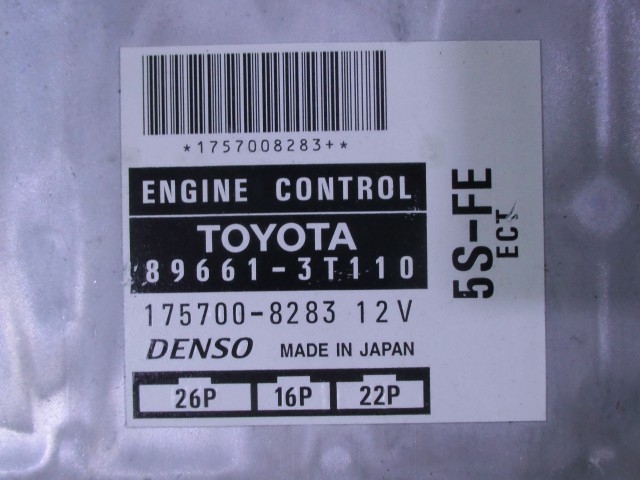 *1757008283+*
ENGINE CONTROL
TOYOTA
89661-3T110
175700-8283 12V
DENSO MADE IN JAPAN
26P 16P 22P
5S-FE
ECT